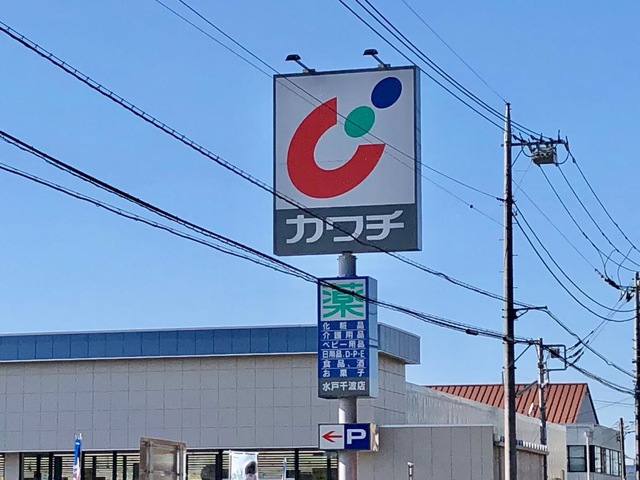 カワチ
薬
化粧品
介護用品
ベビー用品
日用品、D・P・E
食品、酒
お菓子
水戸千波店
←P